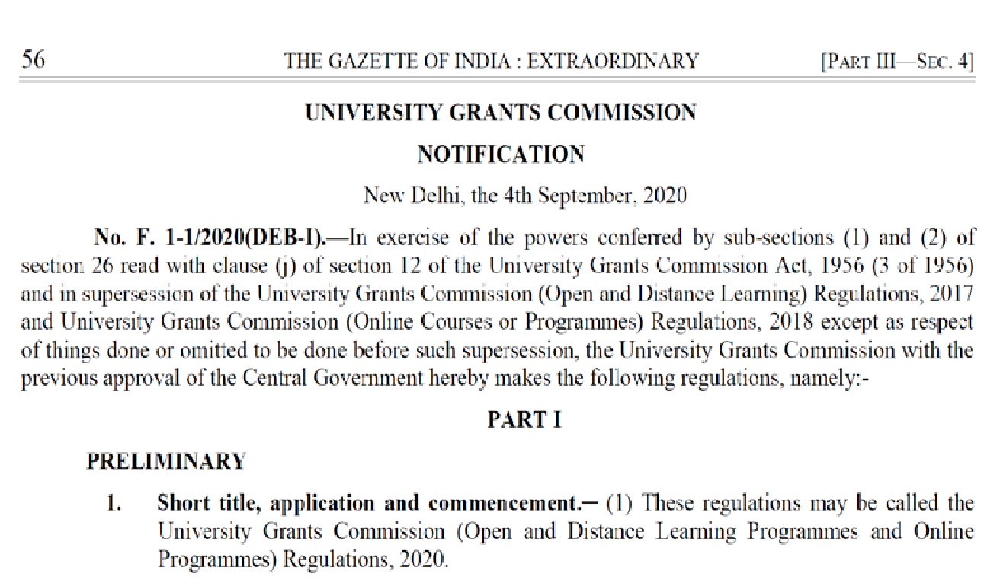 56 THE GAZETTE OF INDIA : EXTRAORDINARY [PART III—SEC. 4]
UNIVERSITY GRANTS COMMISSION
NOTIFICATION
New Delhi, the 4th September, 2020
No. F. 1-1/2020(DEB-I).—In exercise of the powers conferred by sub-sections (1) and (2) of
section 26 read with clause (j) of section 12 of the University Grants Commission Act, 1956 (3 of 1956)
and in supersession of the University Grants Commission (Open and Distance Learning) Regulations, 2017
and University Grants Commission (Online Courses or Programmes) Regulations, 2018 except as respect
of things done or omitted to be done before such supersession, the University Grants Commission with the
previous approval of the Central Government hereby makes the following regulations, namely:-
PART I
PRELIMINARY
1. Short title, application and commencement.— (1) These regulations may be called the
University Grants Commission (Open and Distance Learning Programmes and Online
Programmes) Regulations, 2020.